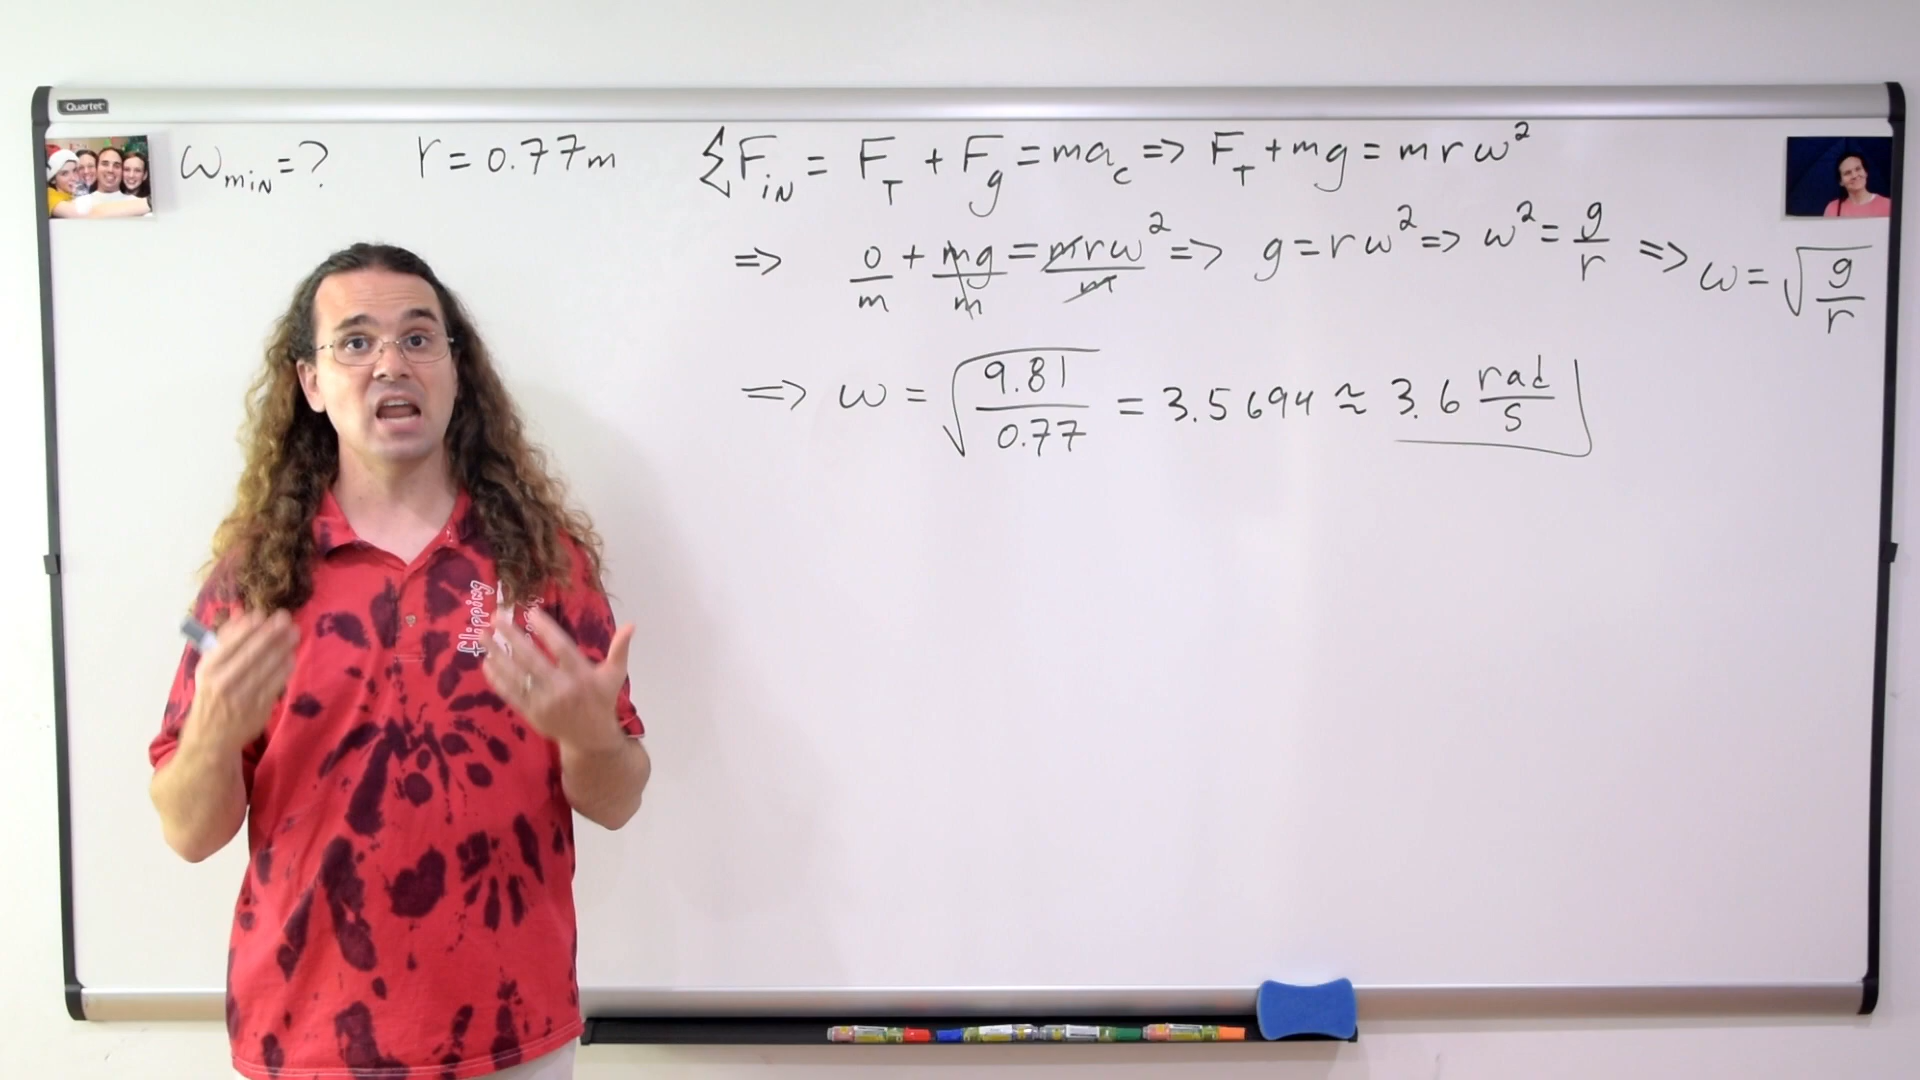 Quartet
ω_min = ? r = 0.77m ΣF_in = F_T + F_g = ma_c => F_T + mg = mrω²
=> 0/m + mg/m = mrω²/m => g = rω² => ω² = g/r => ω = √(g/r)
=> ω = √(9.81/0.77) = 3.5694 ≈ 3.6 rad/s
flipping